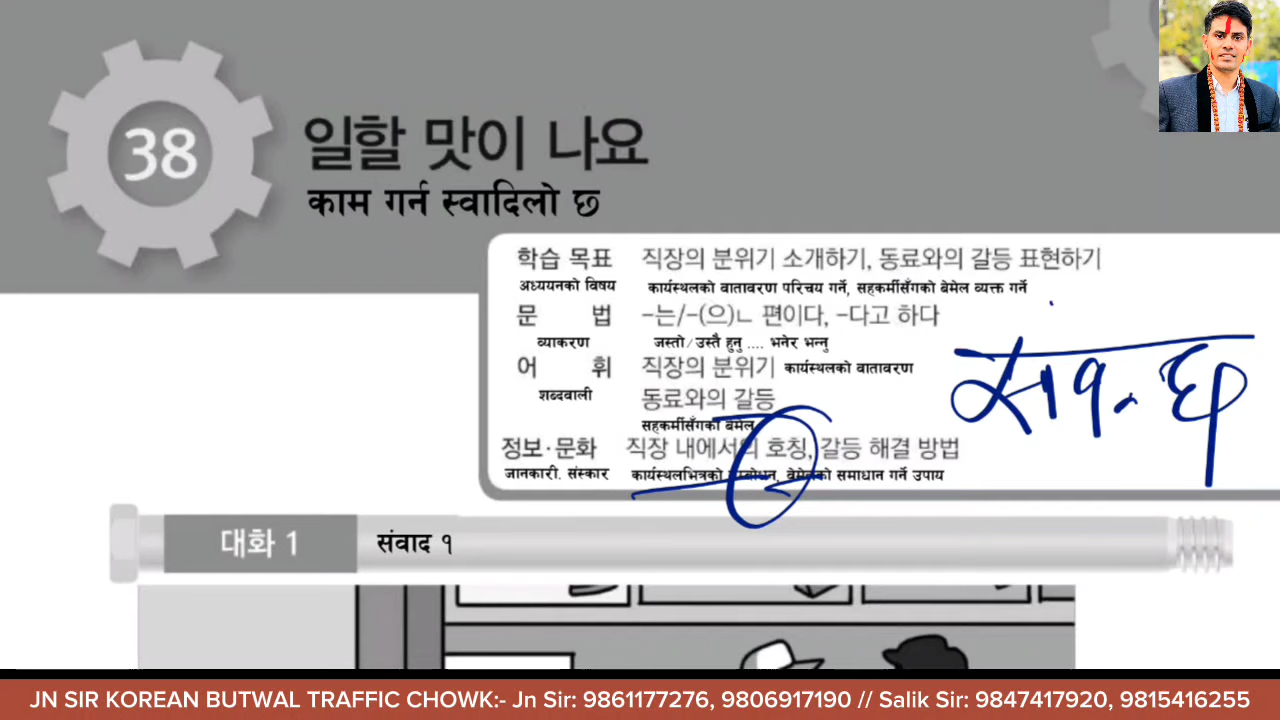 38
일할 맛이 나요
काम गर्न स्वादिलो छ
학습 목표 직장의 분위기 소개하기, 동료와의 갈등 표현하기
अध्ययनको विषय कार्यस्थलको वातावरण परिचय गर्ने, सहकर्मीसँगको बेमेल व्यक्त गर्ने
문 법 -는/-(으)ㄴ 편이다, -다고 하다
व्याकरण जस्तो/उस्तै हुनु .... भनेर भन्नु
어 휘 직장의 분위기 कार्यस्थलको वातावरण
शब्दवाली 동료와의 갈등
सहकर्मीसँगको बेमेल
정보·문화 직장 내에서의 호칭, 갈등 해결 방법
जानकारी. संस्कार कार्यस्थलभित्रको सम्बोधन, बेमेलको समाधान गर्ने उपाय
대화 1 संवाद १
JN SIR KOREAN BUTWAL TRAFFIC CHOWK:- Jn Sir: 9861177276, 9806917190 // Salik Sir: 9847417920, 9815416255